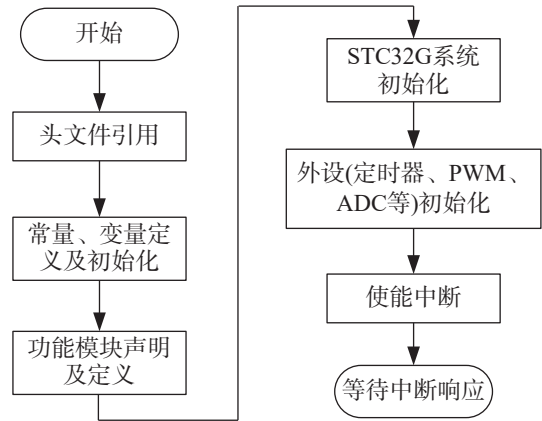 开始
头文件引用
常量、变量定
义及初始化
功能模块声明
及定义
STC32G系统
初始化
外设(定时器、PWM、
ADC等)初始化
使能中断
等待中断响应